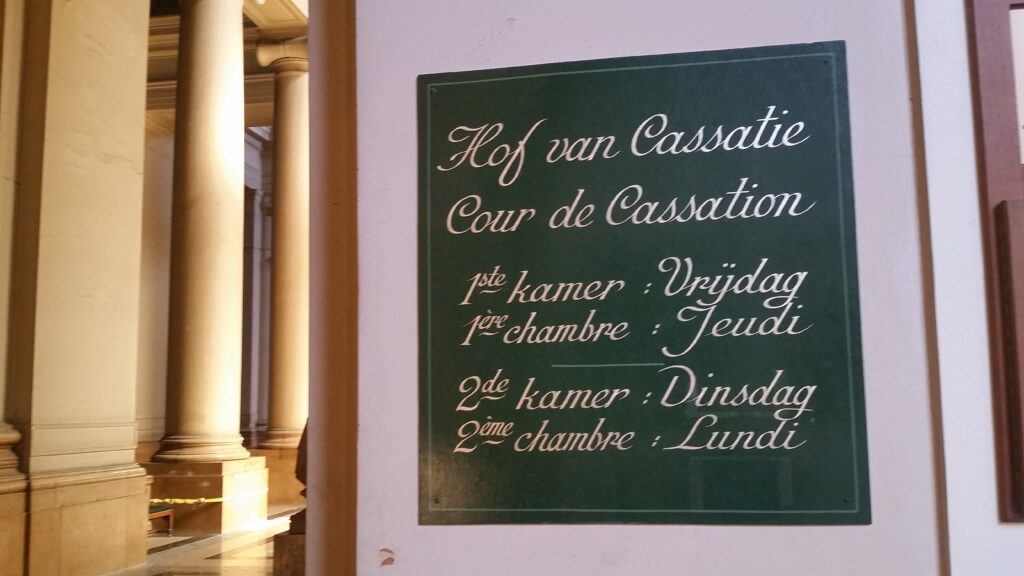 Hof van Cassatie
Cour de Cassation
1ste kamer : Vrijdag
1ère chambre : Jeudi
2de kamer : Dinsdag
2ème chambre : Lundi